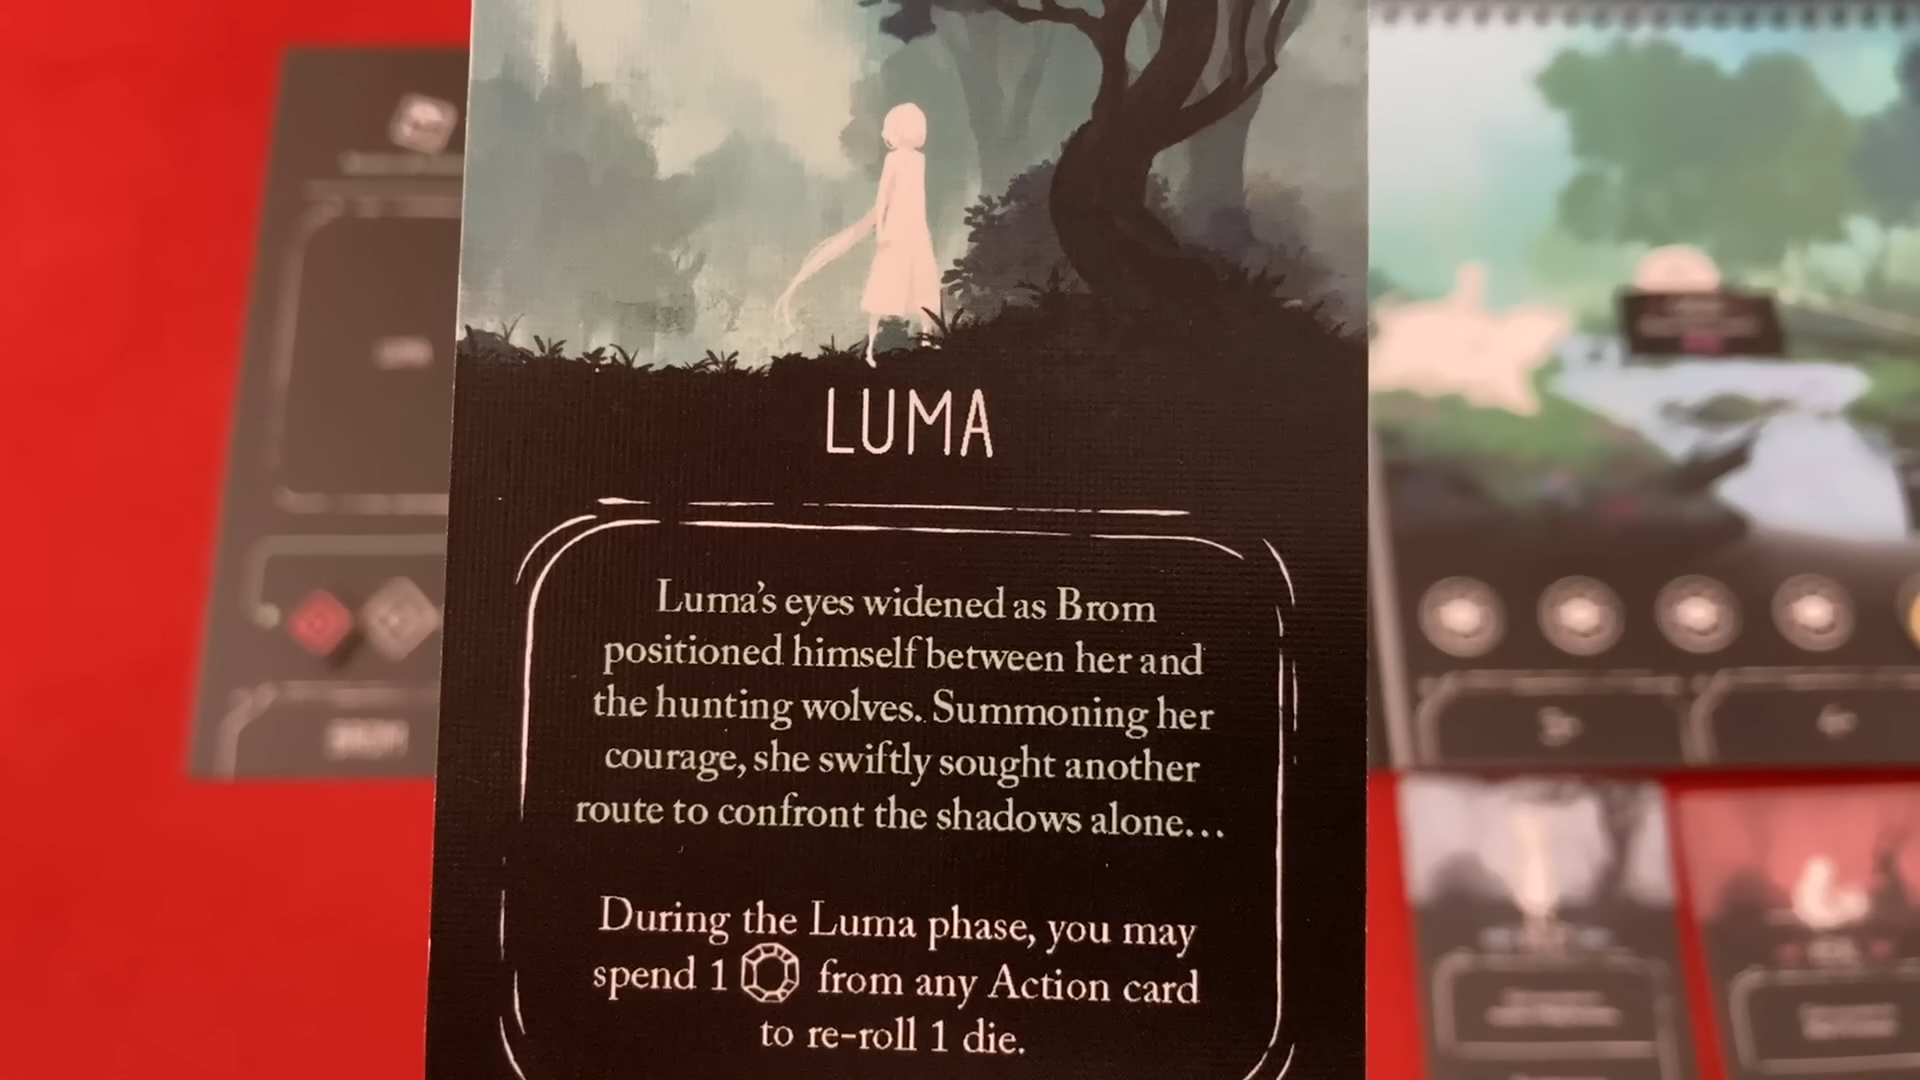 LUMA
Luma's eyes widened as Brom
positioned himself between her and
the hunting wolves. Summoning her
courage, she swiftly sought another
route to confront the shadows alone...
During the Luma phase, you may
spend 1 from any Action card
to re-roll 1 die.
BROM